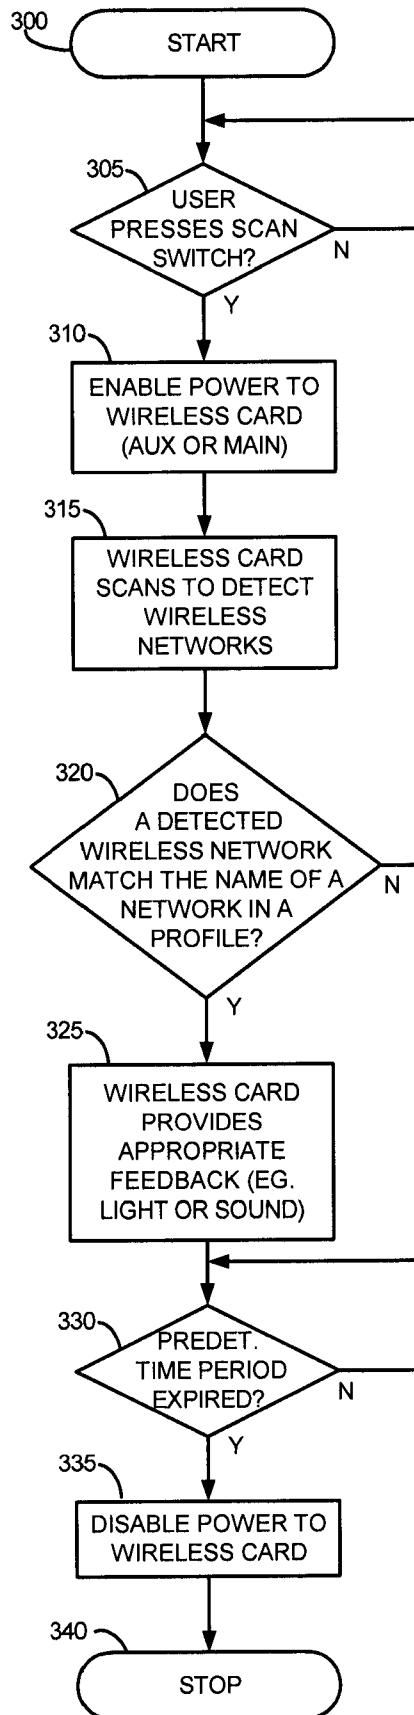 300
START
305
USER
PRESSES SCAN
SWITCH?
N
Y
310
ENABLE POWER TO
WIRELESS CARD
(AUX OR MAIN)
315
WIRELESS CARD
SCANS TO DETECT
WIRELESS
NETWORKS
320
DOES
A DETECTED
WIRELESS NETWORK
MATCH THE NAME OF A
NETWORK IN A
PROFILE?
N
Y
325
WIRELESS CARD
PROVIDES
APPROPRIATE
FEEDBACK (EG.
LIGHT OR SOUND)
330
PREDET.
TIME PERIOD
EXPIRED?
N
Y
335
DISABLE POWER TO
WIRELESS CARD
340
STOP